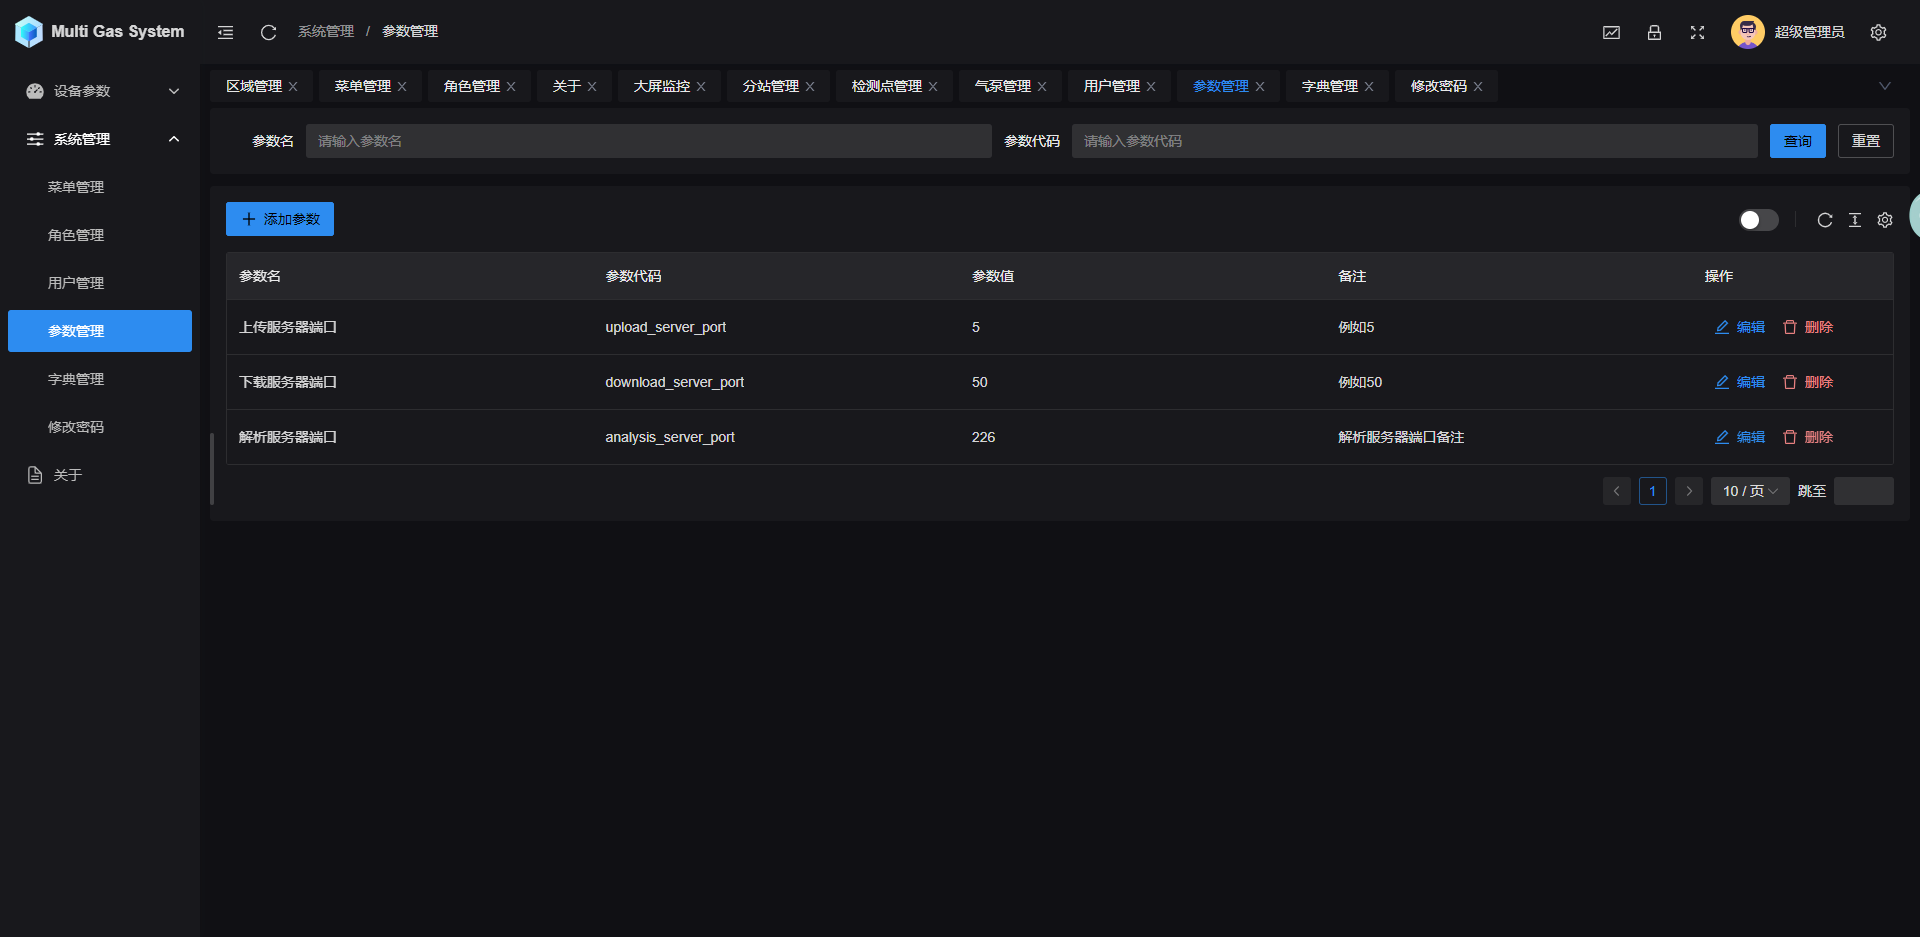 Multi Gas System
系统管理 / 参数管理
超级管理员
设备参数
系统管理
菜单管理
角色管理
用户管理
参数管理
字典管理
修改密码
关于
区域管理 菜单管理 角色管理 关于 大屏监控 分站管理 检测点管理 气泵管理 用户管理 参数管理 字典管理 修改密码
参数名 请输入参数名 参数代码 请输入参数代码 查询 重置
添加参数
参数名 参数代码 参数值 备注 操作
上传服务器端口 upload_server_port 5 例如5 编辑 删除
下载服务器端口 download_server_port 50 例如50 编辑 删除
解析服务器端口 analysis_server_port 226 解析服务器端口备注 编辑 删除
1 10 / 页 跳至